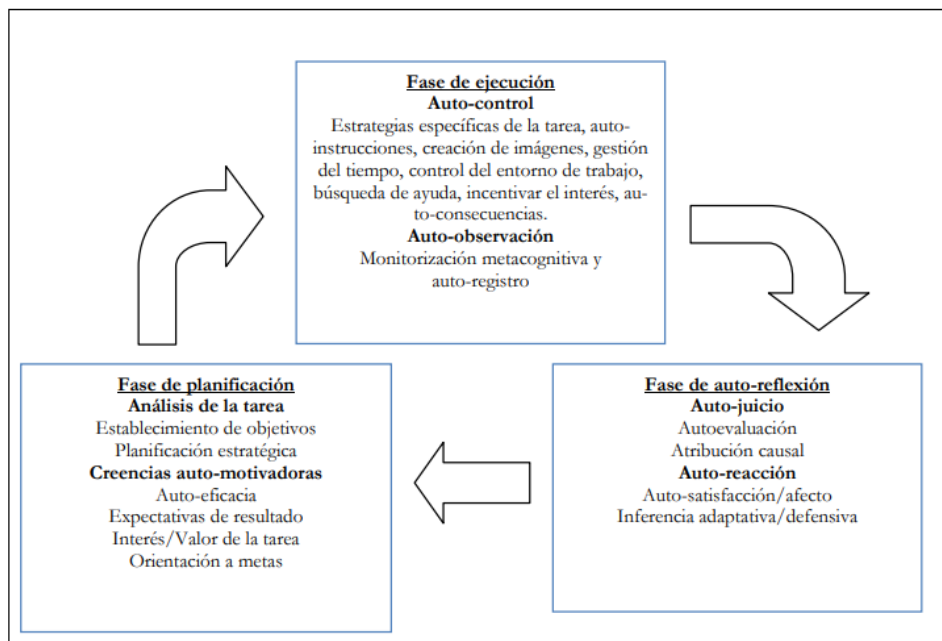 Fase de ejecución
Auto-control
Estrategias específicas de la tarea, auto-
instrucciones, creación de imágenes, gestión
del tiempo, control del entorno de trabajo,
búsqueda de ayuda, incentivar el interés, au-
to-consecuencias.
Auto-observación
Monitorización metacognitiva y
auto-registro
Fase de planificación
Análisis de la tarea
Establecimiento de objetivos
Planificación estratégica
Creencias auto-motivadoras
Auto-eficacia
Expectativas de resultado
Interés/Valor de la tarea
Orientación a metas
Fase de auto-reflexión
Auto-juicio
Autoevaluación
Atribución causal
Auto-reacción
Auto-satisfacción/afecto
Inferencia adaptativa/defensiva